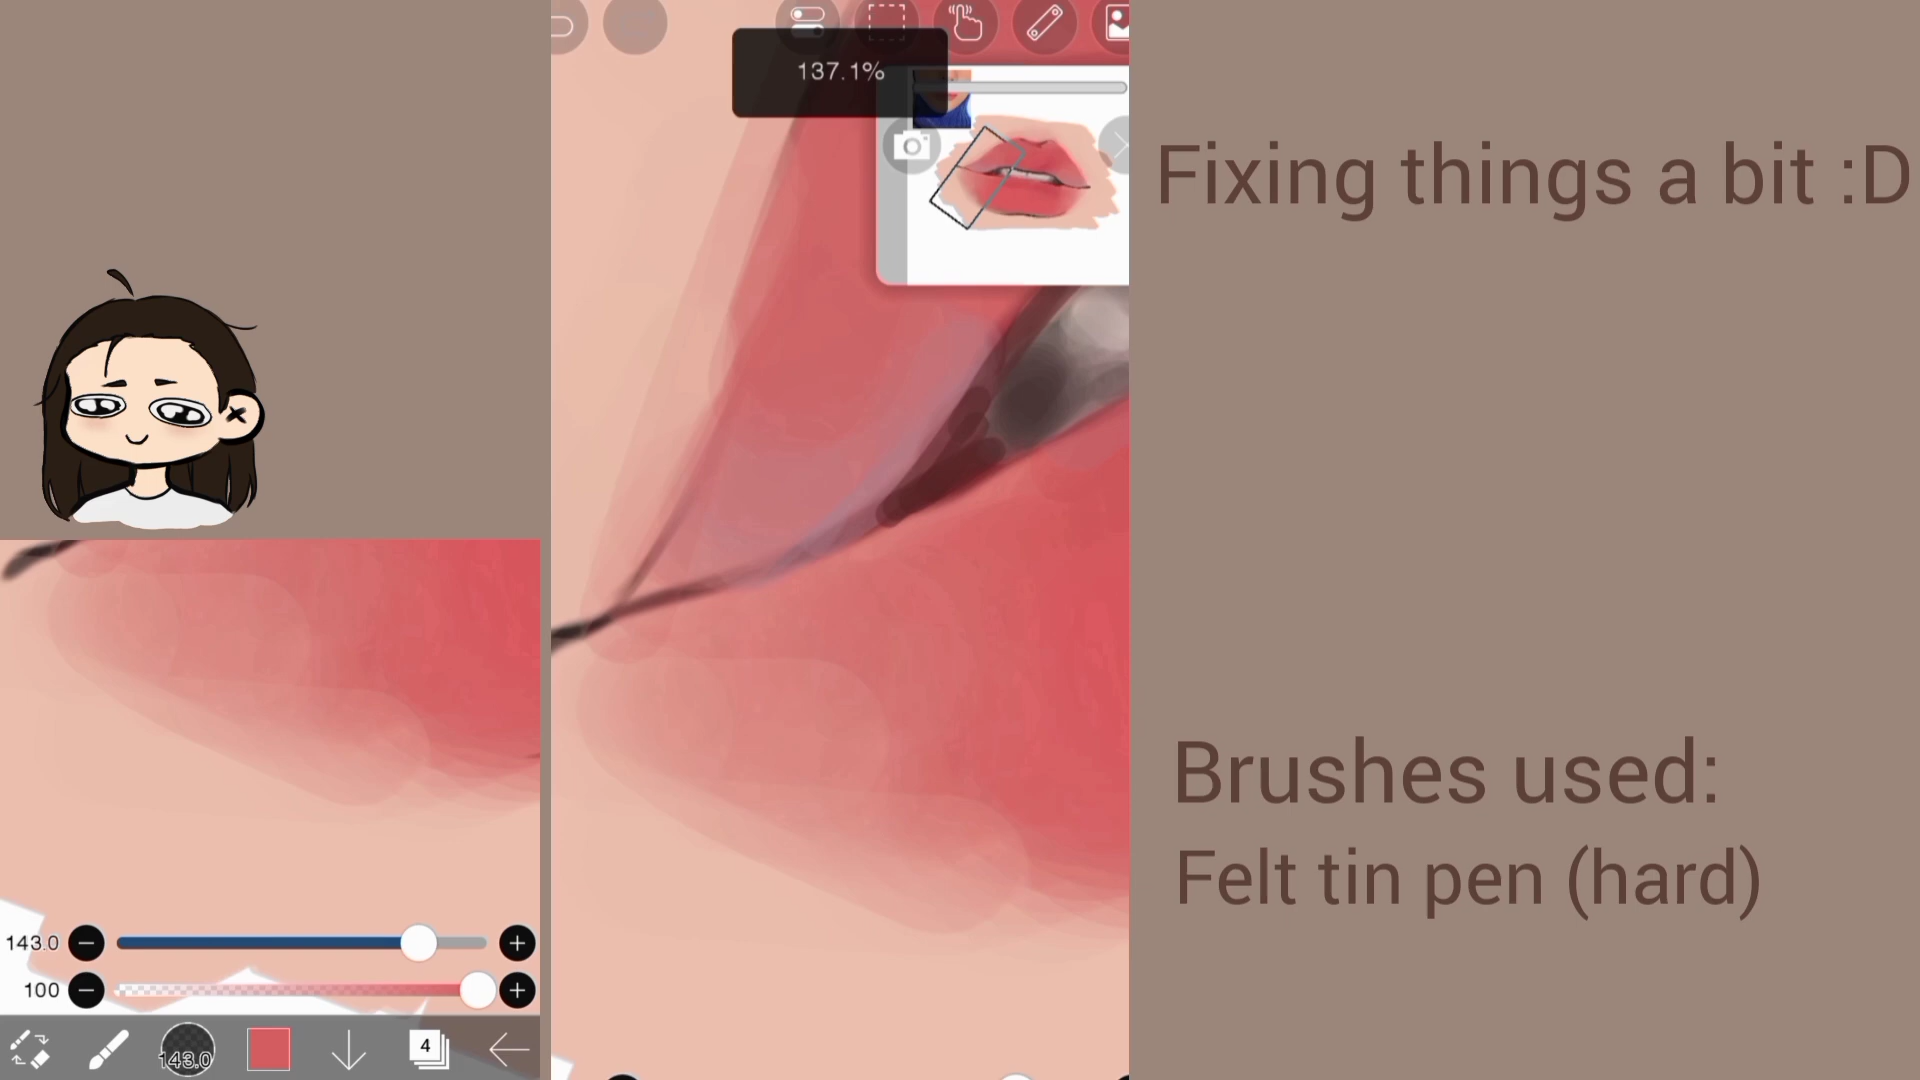 137.1%
Fixing things a bit :D
Brushes used:
Felt tin pen (hard)
143.0
100
143.0
4